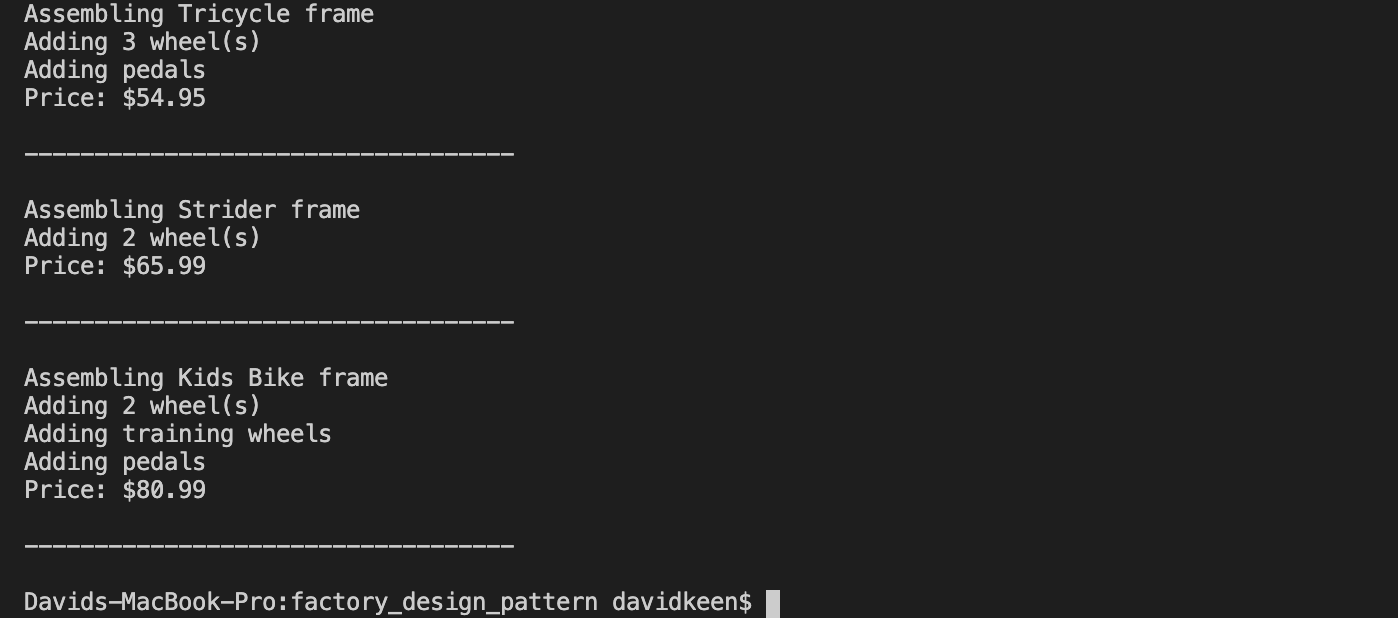 Assembling Tricycle frame
Adding 3 wheel(s)
Adding pedals
Price: $54.95
-----------------------------------
Assembling Strider frame
Adding 2 wheel(s)
Price: $65.99
-----------------------------------
Assembling Kids Bike frame
Adding 2 wheel(s)
Adding training wheels
Adding pedals
Price: $80.99
-----------------------------------
Davids-MacBook-Pro:factory_design_pattern davidkeen$